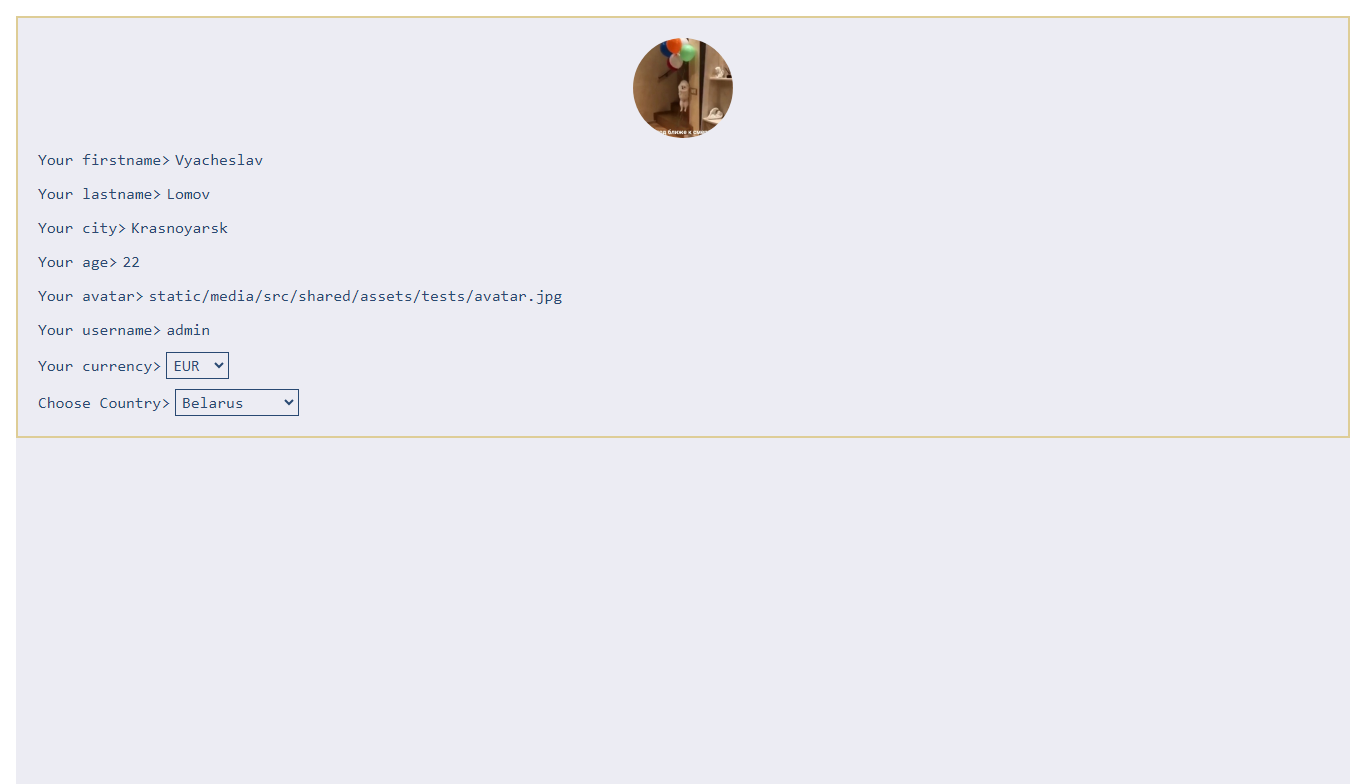 ближе к
Your firstname> Vyacheslav
Your lastname> Lomov
Your city> Krasnoyarsk
Your age> 22
Your avatar> static/media/src/shared/assets/tests/avatar.jpg
Your username> admin
Your currency> EUR
Choose Country> Belarus